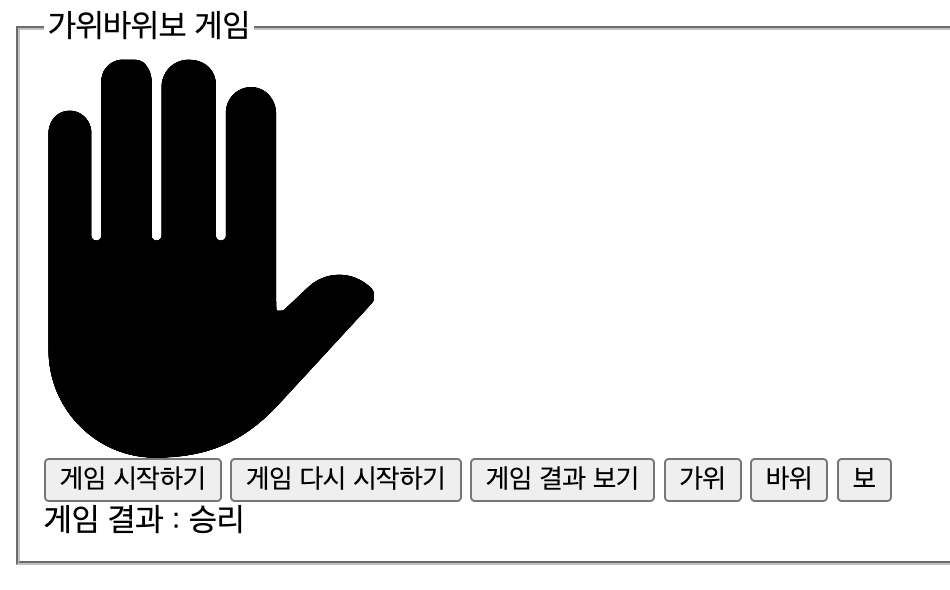 가위바위보 게임
게임 시작하기 게임 다시 시작하기 게임 결과 보기 가위 바위 보
게임 결과 : 승리